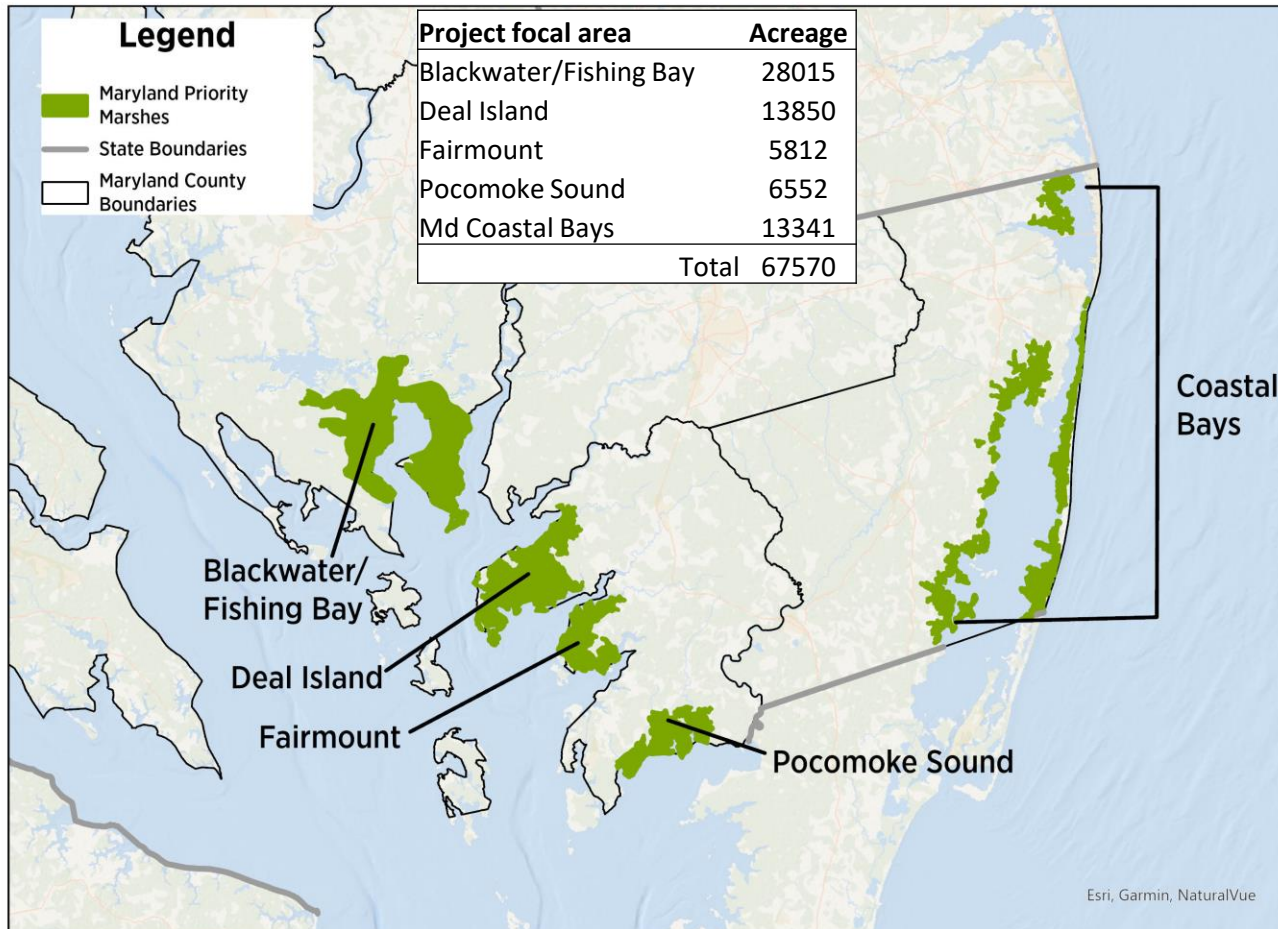 Legend
Maryland Priority
Marshes
State Boundaries
Maryland County
Boundaries
Project focal area Acreage
Blackwater/Fishing Bay 28015
Deal Island 13850
Fairmount 5812
Pocomoke Sound 6552
Md Coastal Bays 13341
Total 67570
Coastal
Bays
Blackwater/
Fishing Bay
Deal Island
Fairmount
Pocomoke Sound
Esri, Garmin, NaturalVue